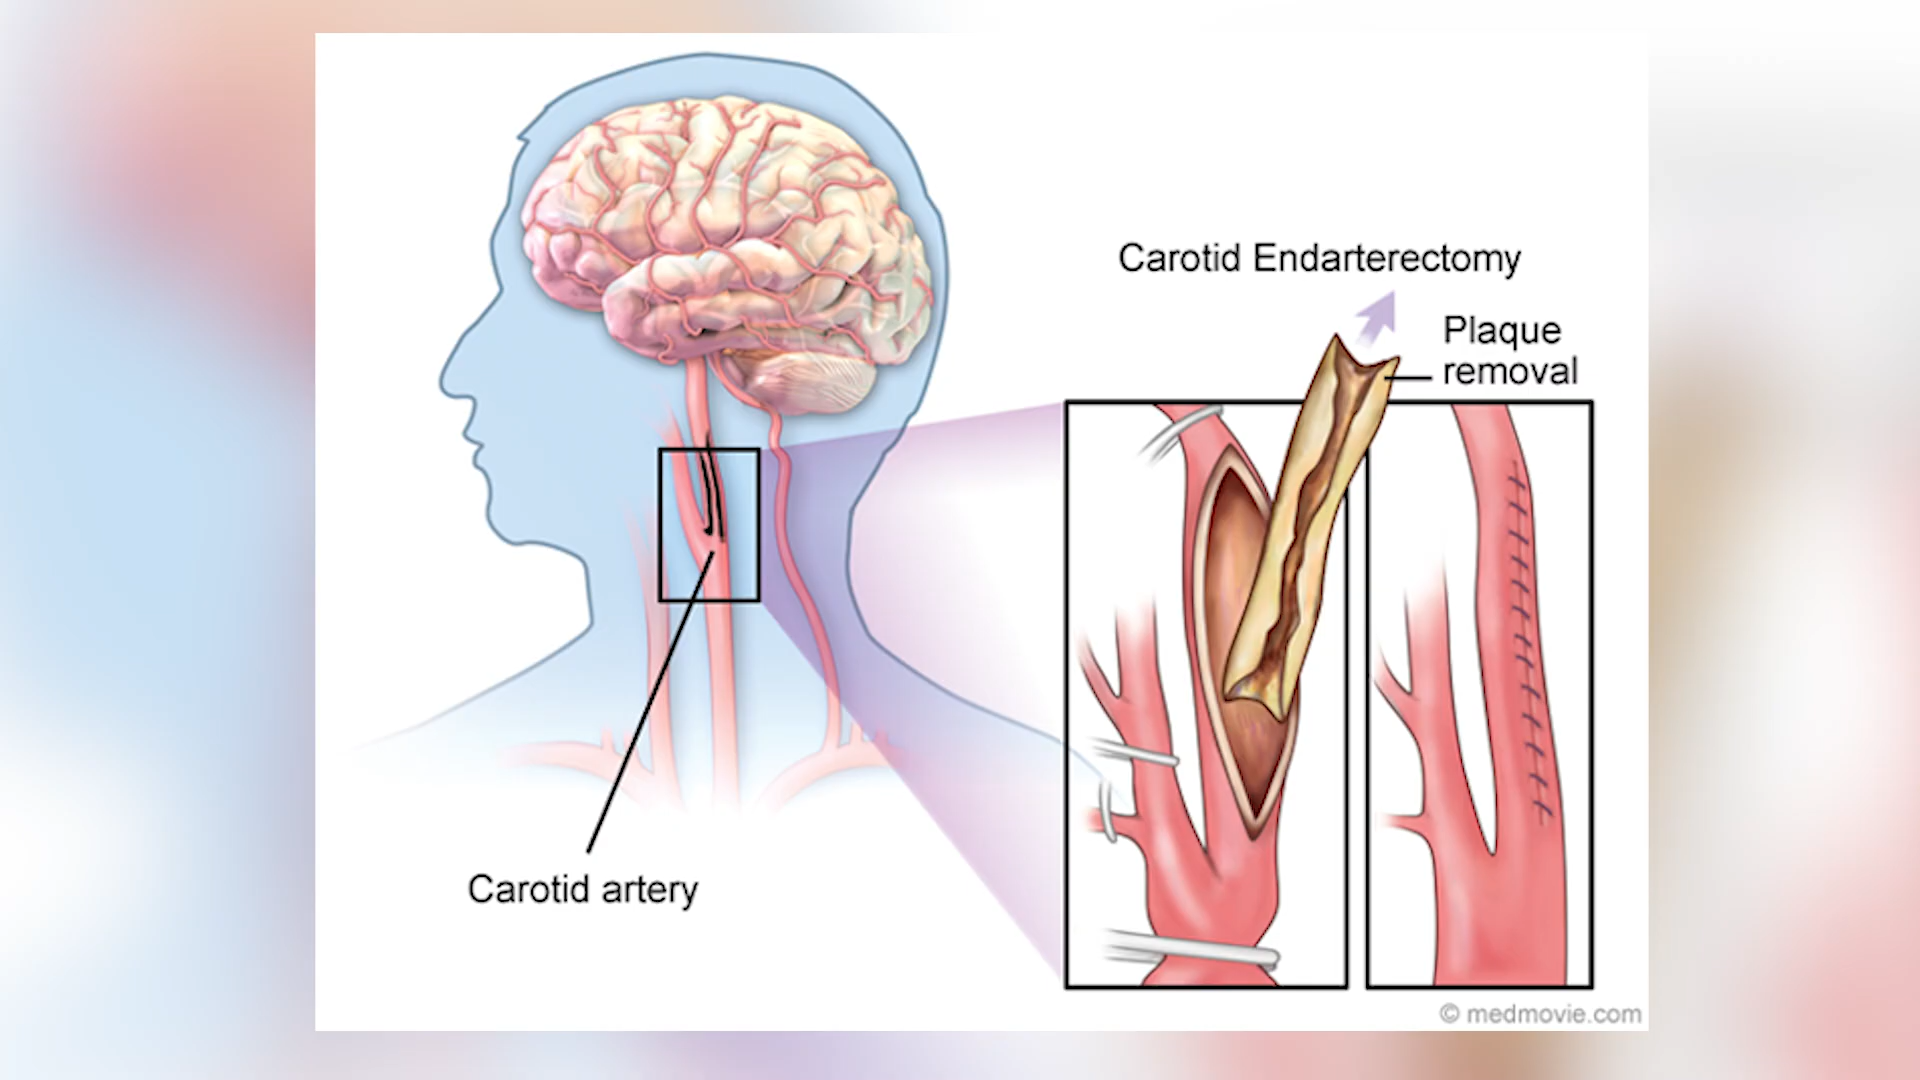 Carotid Endarterectomy
Plaque
removal
Carotid artery
© medmovie.com